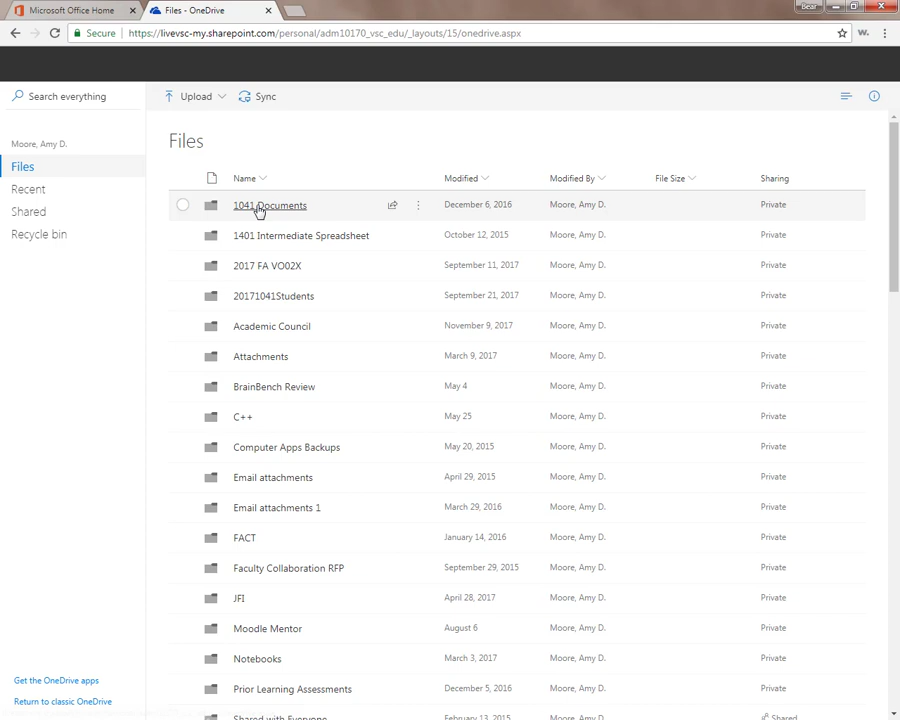 Microsoft Office Home
Files - OneDrive
Bear
Secure
https://livevsc-my.sharepoint.com/personal/adm10170_vsc_edu/_layouts/15/onedrive.aspx
W.
Search everything
Upload
Sync
Moore, Amy D.
Files
Recent
Shared
Recycle bin
Files
Name Modified Modified By File Size Sharing
1041 Documents December 6, 2016 Moore, Amy D. Private
1401 Intermediate Spreadsheet October 12, 2015 Moore, Amy D. Private
2017 FA VO02X September 11, 2017 Moore, Amy D. Private
20171041Students September 21, 2017 Moore, Amy D. Private
Academic Council November 9, 2017 Moore, Amy D. Private
Attachments March 9, 2017 Moore, Amy D. Private
BrainBench Review May 4 Moore, Amy D. Private
C++ May 25 Moore, Amy D. Private
Computer Apps Backups May 20, 2015 Moore, Amy D. Private
Email attachments April 29, 2015 Moore, Amy D. Private
Email attachments 1 March 29, 2016 Moore, Amy D. Private
FACT January 14, 2016 Moore, Amy D. Private
Faculty Collaboration RFP September 29, 2015 Moore, Amy D. Private
JFI April 28, 2017 Moore, Amy D. Private
Moodle Mentor August 6 Moore, Amy D. Private
Notebooks March 3, 2017 Moore, Amy D. Private
Prior Learning Assessments December 5, 2016 Moore, Amy D. Private
Shared with Everyone February 13, 2015 Moore, Amy D. Shared
Get the OneDrive apps
Return to classic OneDrive